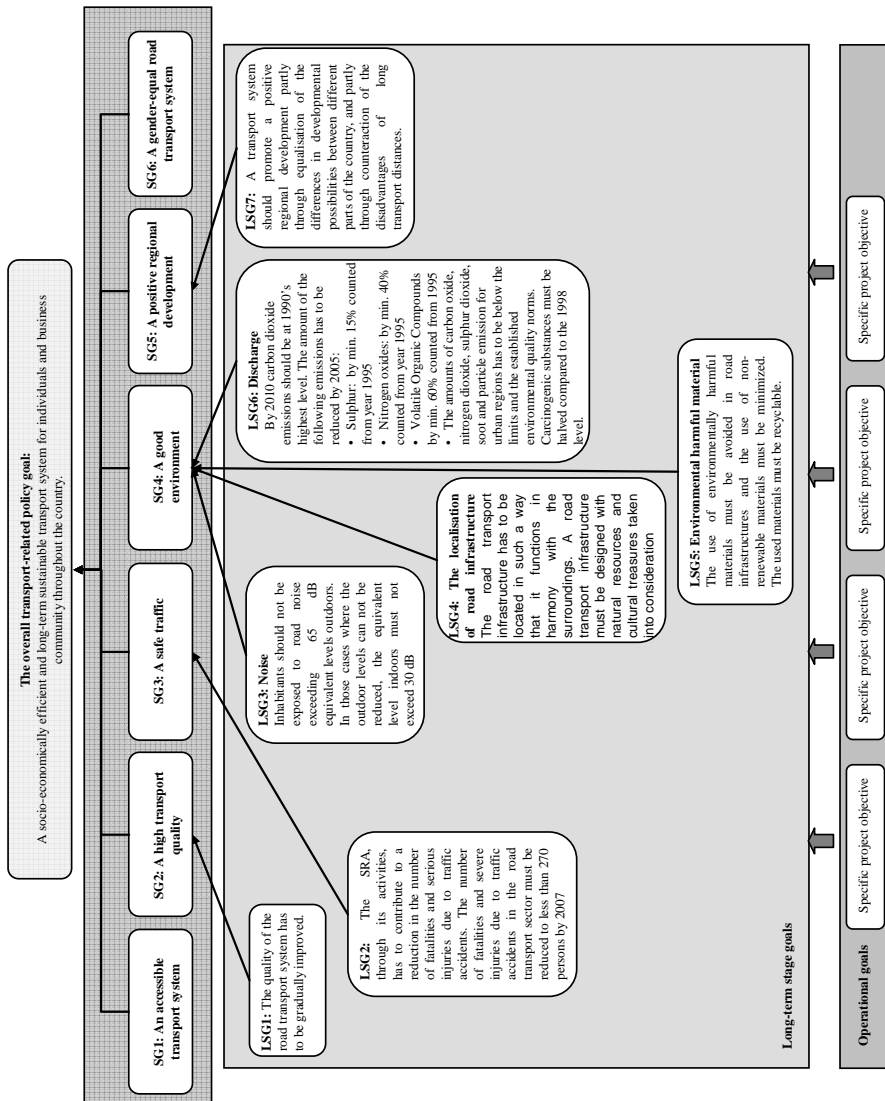 The overall transport-related policy goal:
A socio-economically efficient and long-term sustainable transport system for individuals and business
community throughout the country.
SG1: An accessible
transport system
SG2: A high transport
quality
SG3: A safe traffic
SG4: A good
environment
SG5: A positive regional
development
SG6: A gender-equal road
transport system
LSG1: The quality of the
road transport system has
to be gradually improved.
LSG2: The SRA,
through its activities,
has to contribute to a
reduction in the number
of fatalities and serious
injuries due to traffic
accidents. The number
of fatalities and severe
injuries due to traffic
accidents in the road
transport sector must be
reduced to less than 270
persons by 2007
LSG3: Noise
Inhabitants should not be
exposed to road noise
exceeding 65 dB
equivalent levels outdoors.
In those cases where the
outdoor levels can not be
reduced, the equivalent
level indoors must not
exceed 30 dB
LSG4: The localisation
of road infrastructure
The road transport
infrastructure has to be
located in such a way
that it functions in
harmony with the
surroundings. A road
transport infrastructure
must be designed with
natural resources and
cultural treasures taken
into consideration
LSG5: Environmental harmful material
The use of environmentally harmful
materials must be avoided in road
infrastructures and the use of non-
renewable materials must be minimized.
The used materials must be recyclable.
LSG6: Discharge
By 2010 carbon dioxide
emissions should be at 1990's
highest level. The amount of the
following emissions has to be
reduced by 2005:
• Sulphur: by min. 15% counted
from year 1995
• Nitrogen oxides: by min. 40%
counted from year 1995
• Volatile Organic Compounds
by min. 60% counted from 1995
• The amounts of carbon oxide,
nitrogen dioxide, sulphur dioxide,
soot and particle emission for
urban regions has to be below the
limits and the established
environmental quality norms.
Carcinogenic substances must be
halved compared to the 1998
level.
LSG7: A transport system
should promote a positive
regional development partly
through equalisation of the
differences in developmental
possibilities between different
parts of the country, and partly
through counteraction of the
disadvantages of long
transport distances.
Long-term stage goals
Operational goals
Specific project objective
Specific project objective
Specific project objective
Specific project objective